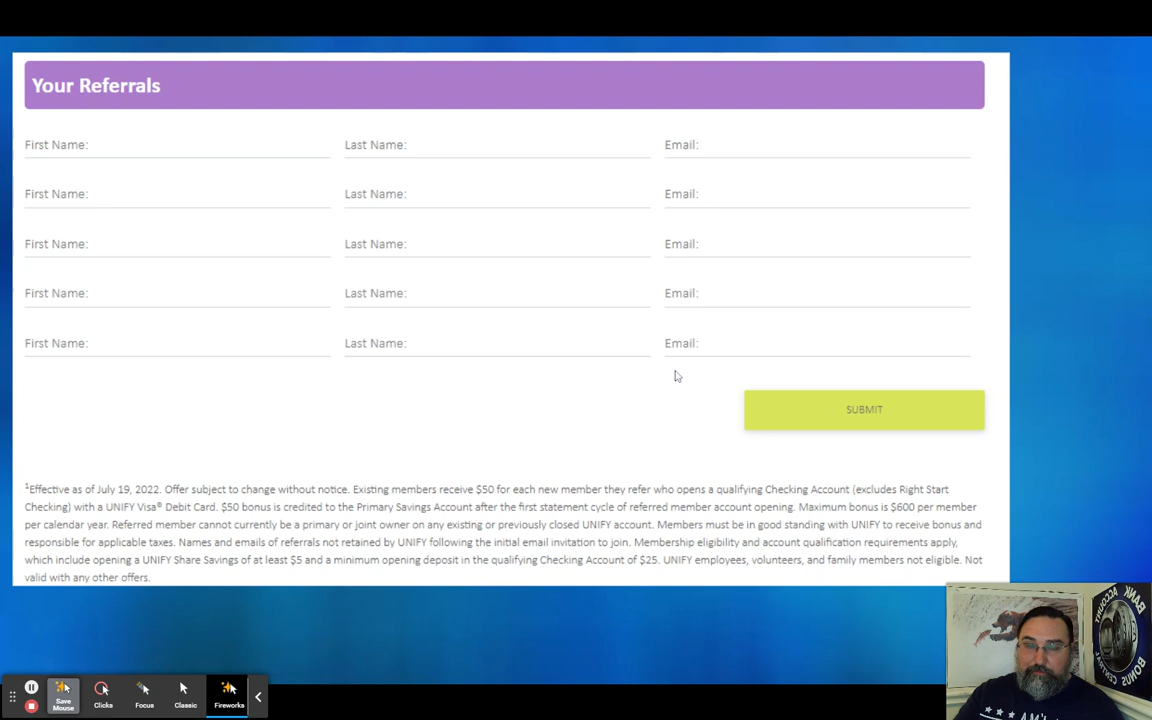 Your Referrals
First Name: Last Name: Email:
First Name: Last Name: Email:
First Name: Last Name: Email:
First Name: Last Name: Email:
First Name: Last Name: Email:
SUBMIT
1Effective as of July 19, 2022. Offer subject to change without notice. Existing members receive $50 for each new member they refer who opens a qualifying Checking Account (excludes Right Start
Checking) with a UNIFY Visa® Debit Card. $50 bonus is credited to the Primary Savings Account after the first statement cycle of referred member account opening. Maximum bonus is $600 per member
per calendar year. Referred member cannot currently be a primary or joint owner on any existing or previously closed UNIFY account. Members must be in good standing with UNIFY to receive bonus and
responsible for applicable taxes. Names and emails of referrals not retained by UNIFY following the initial email invitation to join. Membership eligibility and account qualification requirements apply,
which include opening a UNIFY Share Savings of at least $5 and a minimum opening deposit in the qualifying Checking Account of $25. UNIFY employees, volunteers, and family members not eligible. Not
valid with any other offers.
BANK ACCOUNT
BONUS CENTRAL
Save Mouse Clicks Focus Classic Fireworks